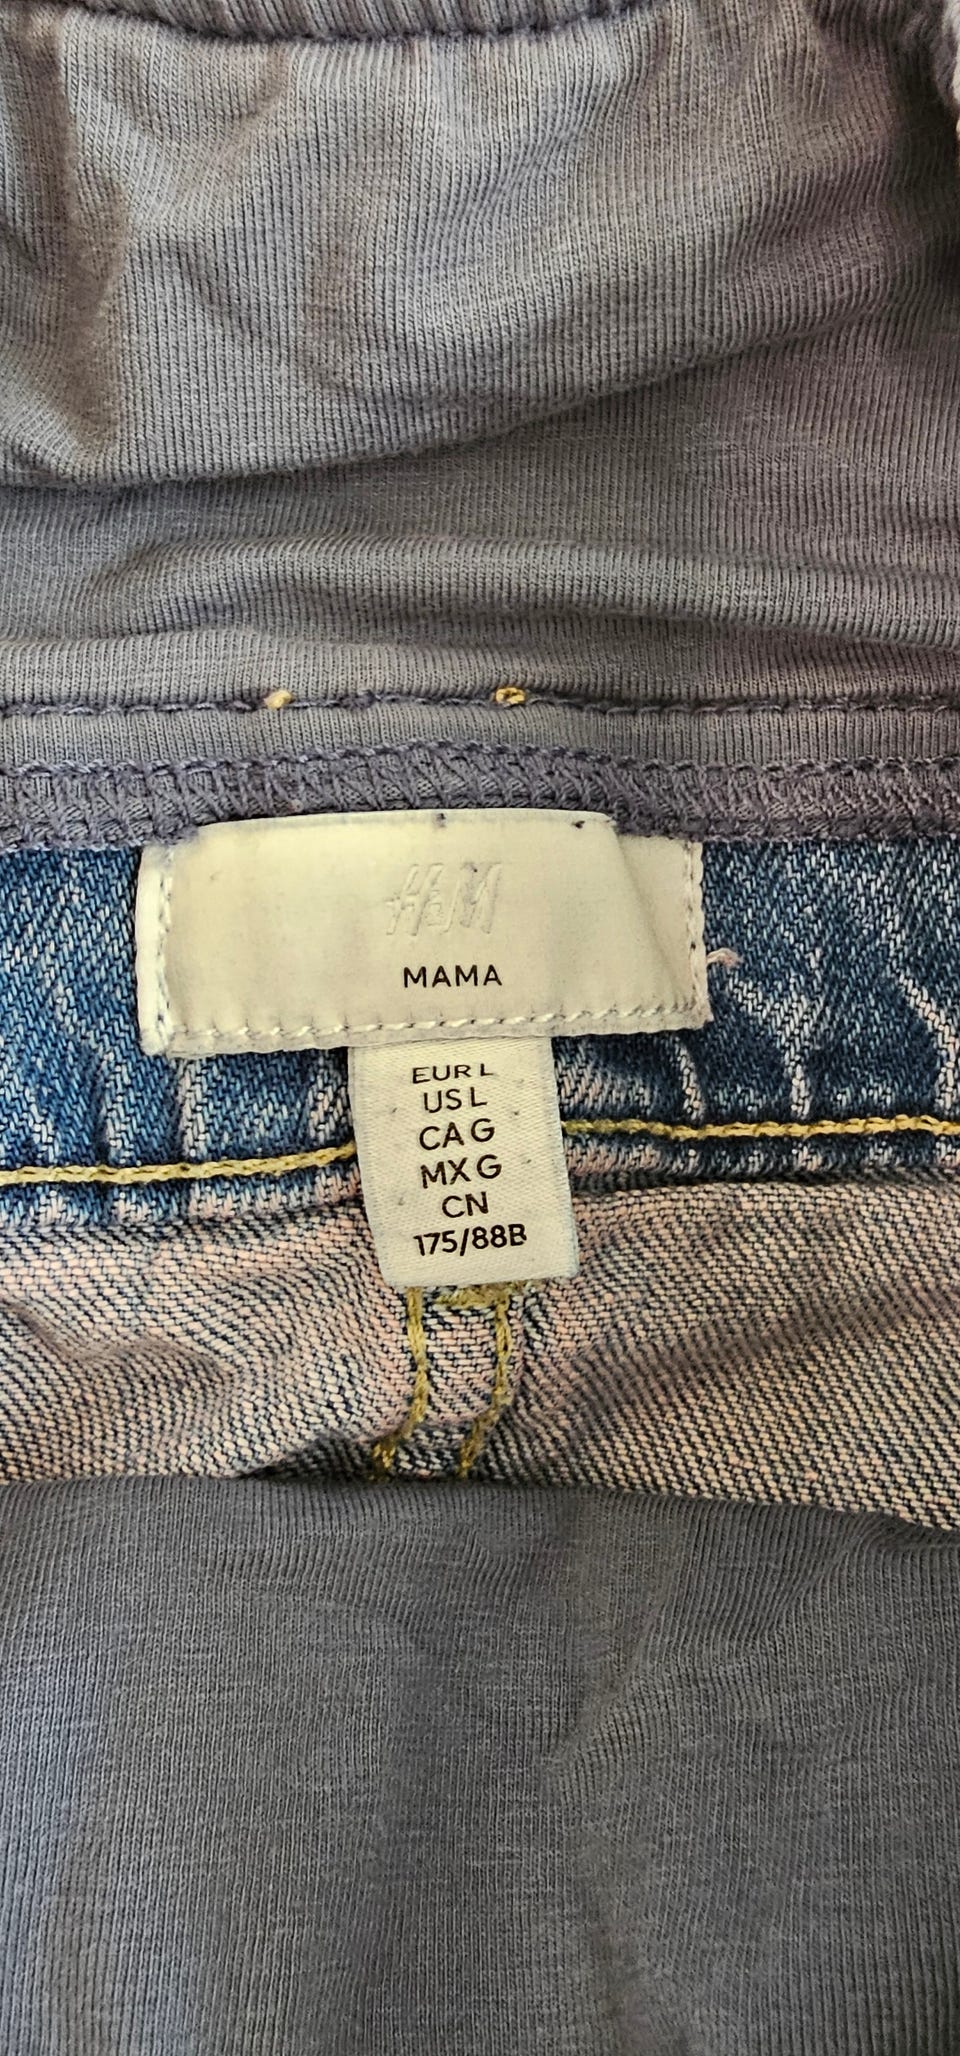 H&M
MAMA
EUR L
US L
CA G
MX G
CN
175/88B